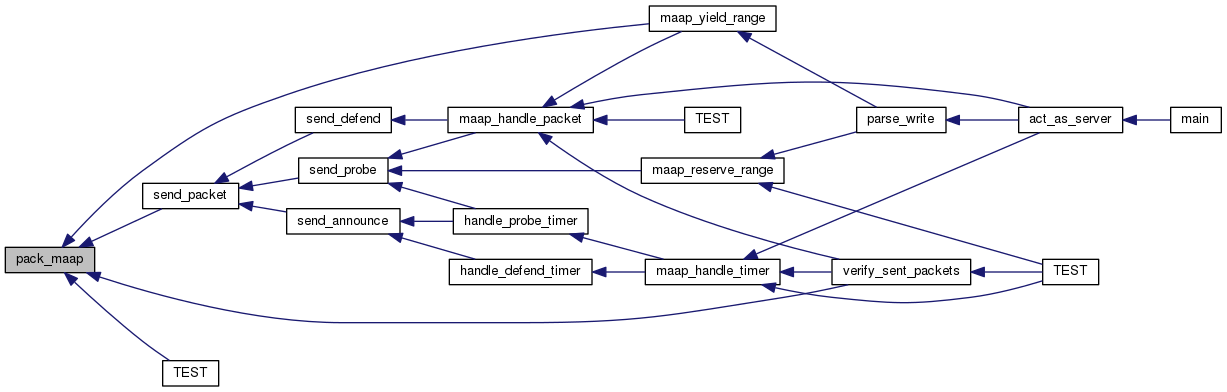 maap_yield_range
send_defend
maap_handle_packet
TEST
parse_write
act_as_server
main
send_probe
maap_reserve_range
send_packet
send_announce
handle_probe_timer
pack_maap
handle_defend_timer
maap_handle_timer
verify_sent_packets
TEST
TEST